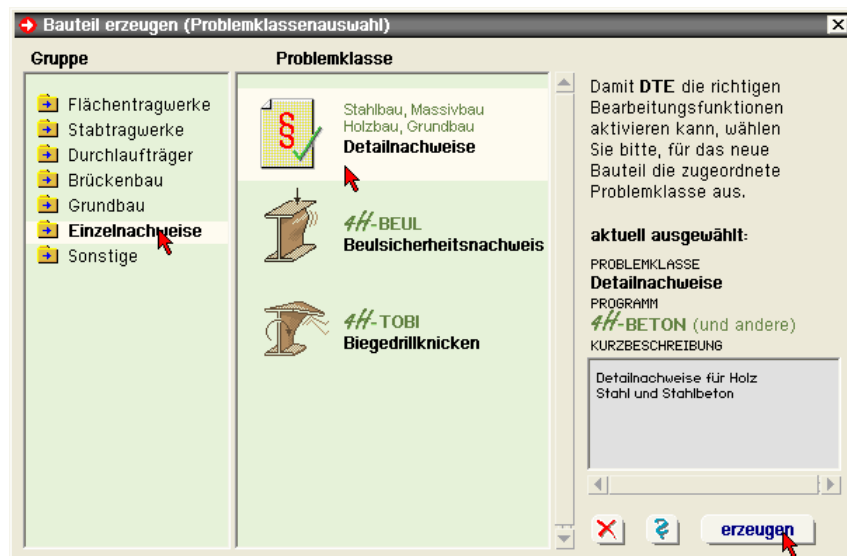 Bauteil erzeugen (Problemklassenauswahl)
Gruppe
Flächentragwerke
Stabtragwerke
Durchlaufträger
Brückenbau
Grundbau
Einzelnachweise
Sonstige
Problemklasse
§
Stahlbau, Massivbau
Holzbau, Grundbau
Detailnachweise
4H-BEUL
Beulsicherheitsnachweis
4H-TOBI
Biegedrillknicken
Damit DTE die richtigen
Bearbeitungsfunktionen
aktivieren kann, wählen
Sie bitte, für das neue
Bauteil die zugeordnete
Problemklasse aus.
aktuell ausgewählt:
PROBLEMKLASSE
Detailnachweise
PROGRAMM
4H-BETON (und andere)
KURZBESCHREIBUNG
Detailnachweise für Holz
Stahl und Stahlbeton
erzeugen